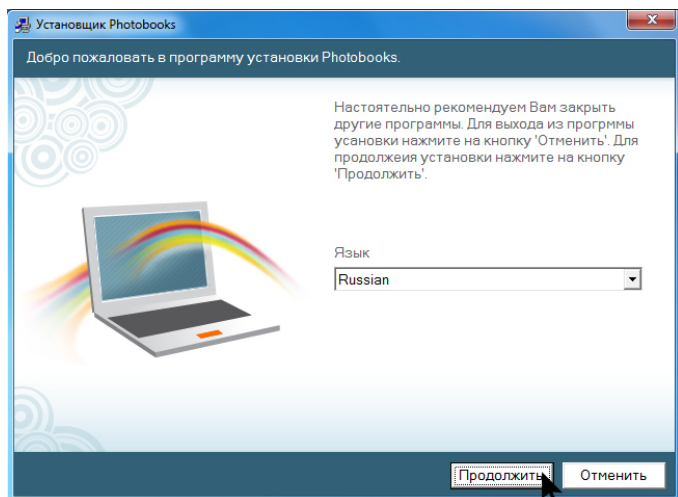 Установщик Photobooks
Добро пожаловать в программу установки Photobooks.
Настоятельно рекомендуем Вам закрыть
другие программы. Для выхода из прогрммы
усановки нажмите на кнопку 'Отменить'. Для
продолжеия установки нажмите на кнопку
'Продолжить'.
Язык
Russian
Продолжить
Отменить